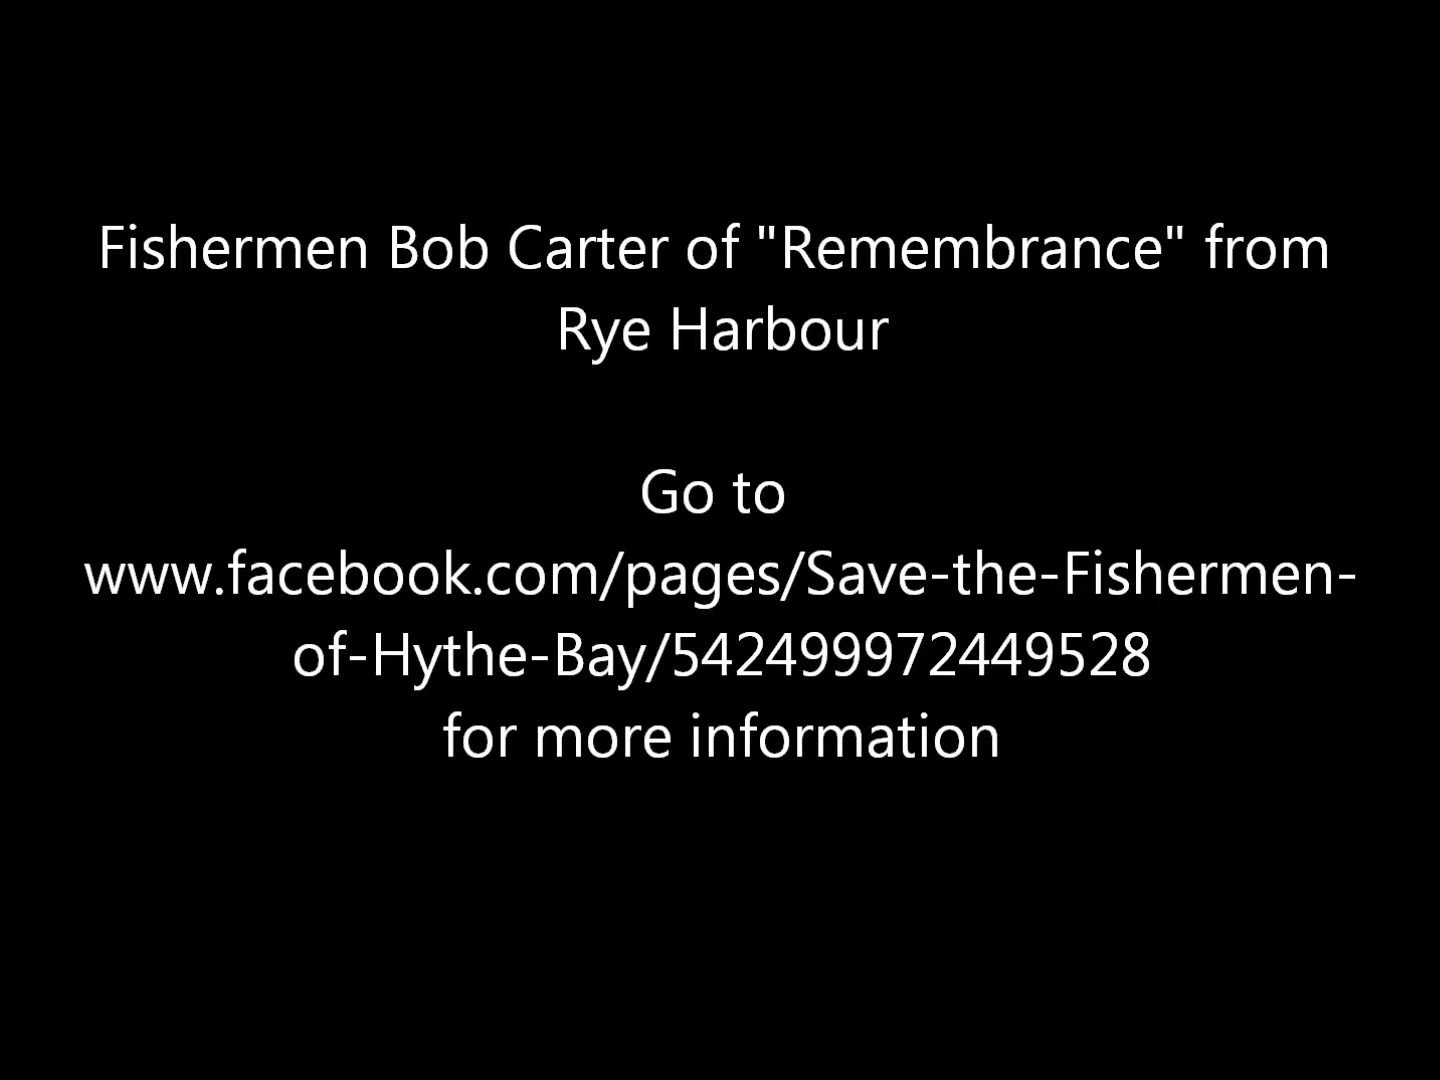 Fishermen Bob Carter of "Remembrance" from
Rye Harbour
Go to
www.facebook.com/pages/Save-the-Fishermen-
of-Hythe-Bay/542499972449528
for more information